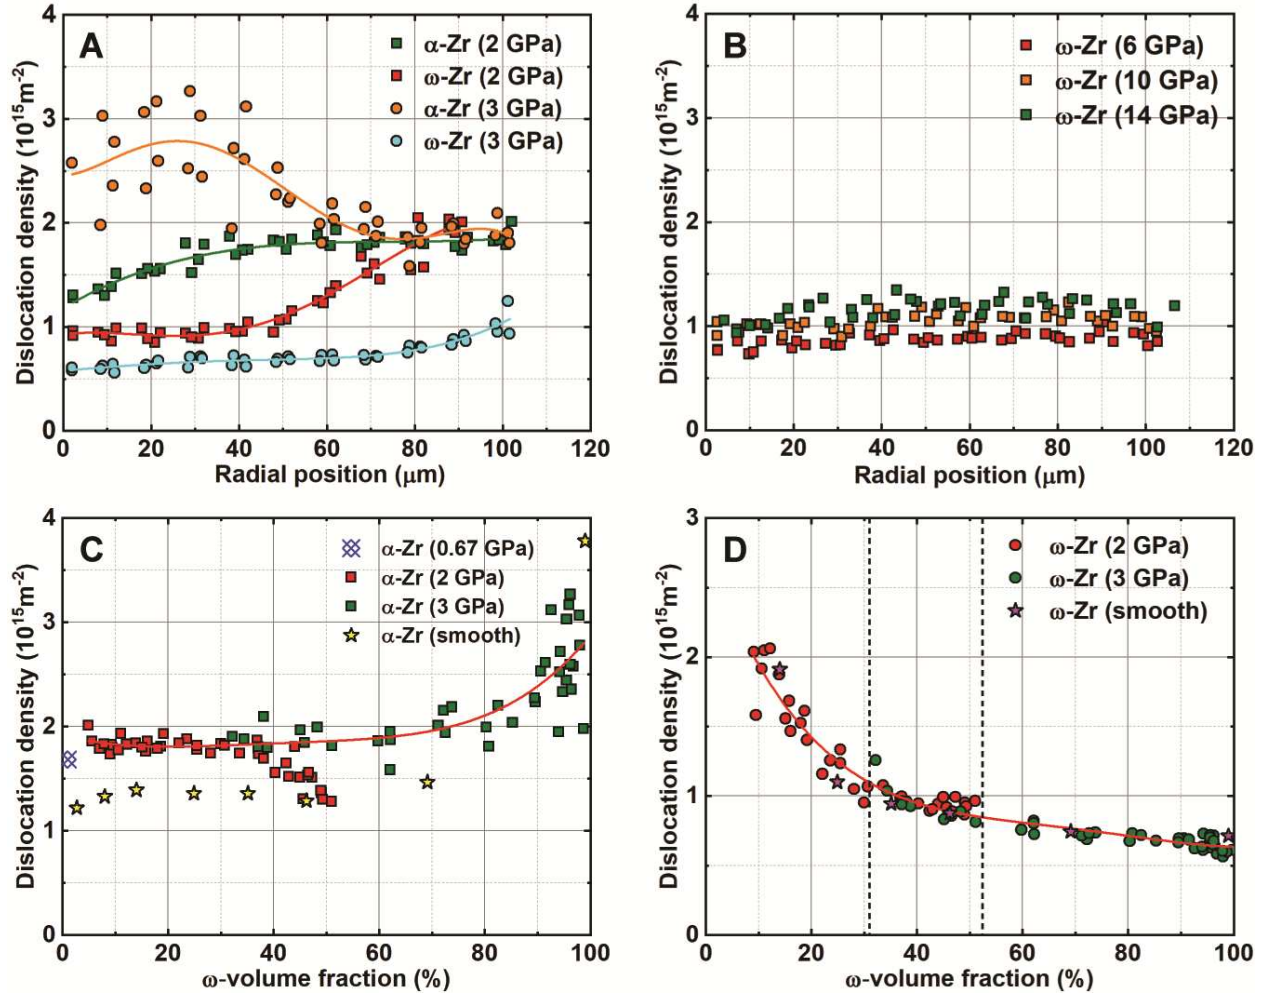 A
α-Zr (2 GPa)
ω-Zr (2 GPa)
α-Zr (3 GPa)
ω-Zr (3 GPa)
Dislocation density (10¹⁵m⁻²)
4
3
2
1
0
0 20 40 60 80 100 120
Radial position (μm)
B
ω-Zr (6 GPa)
ω-Zr (10 GPa)
ω-Zr (14 GPa)
Dislocation density (10¹⁵m⁻²)
4
3
2
1
0
0 20 40 60 80 100 120
Radial position (μm)
C
α-Zr (0.67 GPa)
α-Zr (2 GPa)
α-Zr (3 GPa)
α-Zr (smooth)
Dislocation density (10¹⁵m⁻²)
4
3
2
1
0
0 20 40 60 80 100
ω-volume fraction (%)
D
ω-Zr (2 GPa)
ω-Zr (3 GPa)
ω-Zr (smooth)
Dislocation density (10¹⁵m⁻²)
3
2
1
0
0 20 40 60 80 100
ω-volume fraction (%)